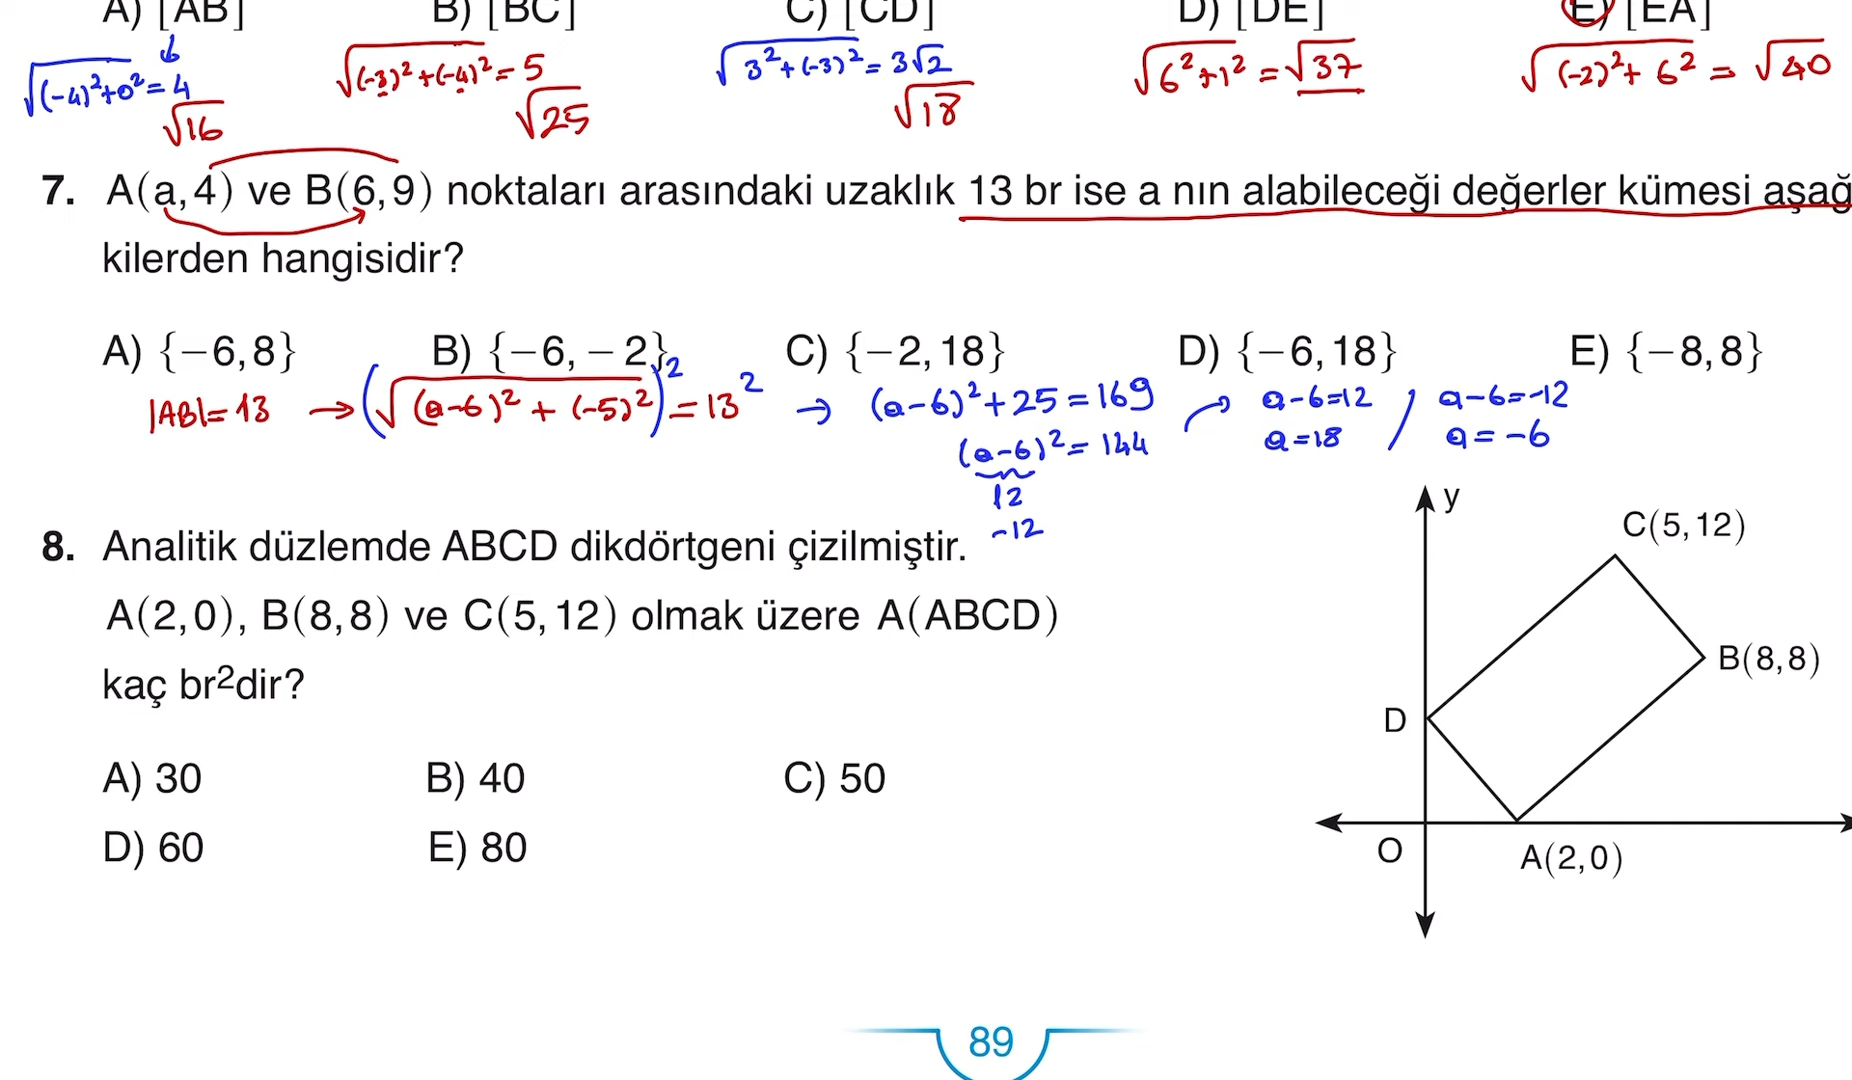 A) [AB] B) [BC] C) [CD] D) [DE] E) [EA]
√(-4)²+0² = 4 √(-3)²+(-4)² = 5 √3²+(-3)² = 3√2 √6²+1² = √37 √(-2)²+6² = √40
√16 √25 √18
7. A(a,4) ve B(6,9) noktaları arasındaki uzaklık 13 br ise a nın alabileceği değerler kümesi aşağ
kilerden hangisidir?
A) {−6,8} B) {−6,−2} C) {−2,18} D) {−6,18} E) {−8,8}
|AB|=13 → (√(a-6)² + (-5)²)² = 13² → (a-6)²+25=169 → a-6=12 / a-6=-12
(a-6)²=144 a=18 a=-6
12
-12
8. Analitik düzlemde ABCD dikdörtgeni çizilmiştir.
A(2,0), B(8,8) ve C(5,12) olmak üzere A(ABCD)
kaç br²dir?
A) 30 B) 40 C) 50
D) 60 E) 80
y
C(5,12)
B(8,8)
D
O
A(2,0)
89